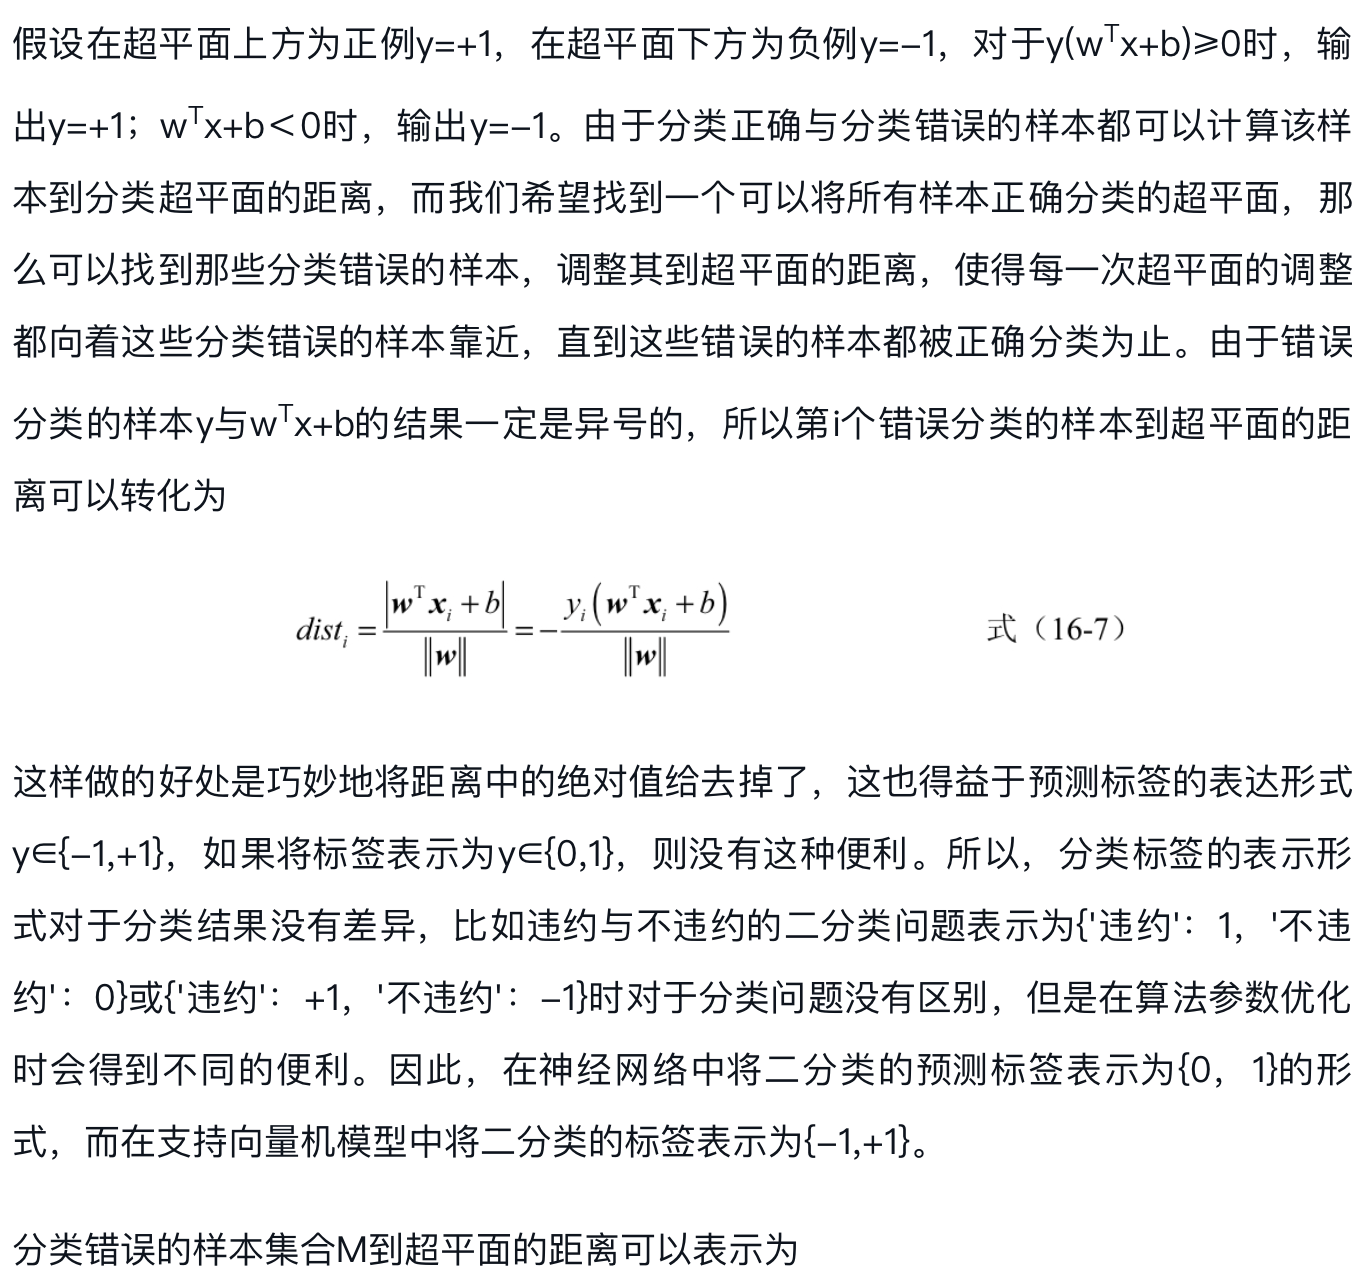 假设在超平面上方为正例y=+1，在超平面下方为负例y=−1，对于y(wᵀx+b)⩾0时，输
出y=+1；wᵀx+b＜0时，输出y=−1。由于分类正确与分类错误的样本都可以计算该样
本到分类超平面的距离，而我们希望找到一个可以将所有样本正确分类的超平面，那
么可以找到那些分类错误的样本，调整其到超平面的距离，使得每一次超平面的调整
都向着这些分类错误的样本靠近，直到这些错误的样本都被正确分类为止。由于错误
分类的样本y与wᵀx+b的结果一定是异号的，所以第i个错误分类的样本到超平面的距
离可以转化为
distᵢ = |wᵀxᵢ + b| / ‖w‖ = − yᵢ(wᵀxᵢ + b) / ‖w‖ 式（16-7）
这样做的好处是巧妙地将距离中的绝对值给去掉了，这也得益于预测标签的表达形式
y∈{−1,+1}，如果将标签表示为y∈{0,1}，则没有这种便利。所以，分类标签的表示形
式对于分类结果没有差异，比如违约与不违约的二分类问题表示为{'违约'：1，'不违
约'：0}或{'违约'：+1，'不违约'：−1}时对于分类问题没有区别，但是在算法参数优化
时会得到不同的便利。因此，在神经网络中将二分类的预测标签表示为{0，1}的形
式，而在支持向量机模型中将二分类的标签表示为{−1,+1}。
分类错误的样本集合M到超平面的距离可以表示为